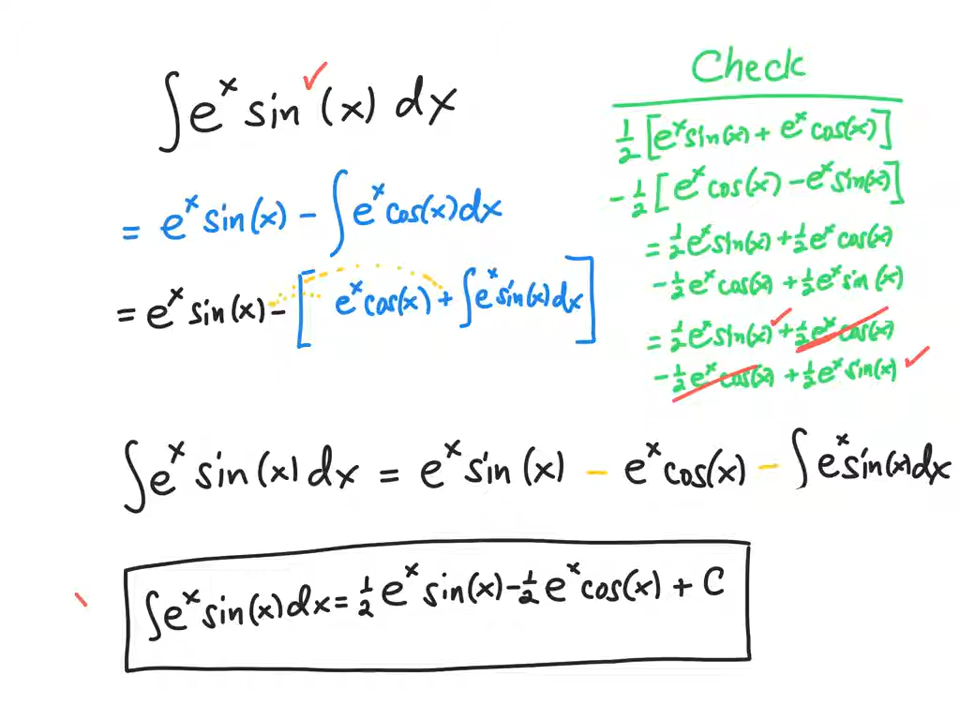 ∫e^x sin(x) dx
= e^x sin(x) - ∫e^x cos(x)dx
= e^x sin(x) - [e^x cos(x) + ∫e^x sin(x)dx]
∫e^x sin(x) dx = e^x sin(x) - e^x cos(x) - ∫e^x sin(x)dx
∫e^x sin(x)dx = 1/2 e^x sin(x) - 1/2 e^x cos(x) + C
Check
1/2 [e^x sin(x) + e^x cos(x)]
-1/2 [e^x cos(x) - e^x sin(x)]
= 1/2 e^x sin(x) + 1/2 e^x cos(x)
- 1/2 e^x cos(x) + 1/2 e^x sin(x)
= 1/2 e^x sin(x) + 1/2 e^x cos(x)
- 1/2 e^x cos(x) + 1/2 e^x sin(x)